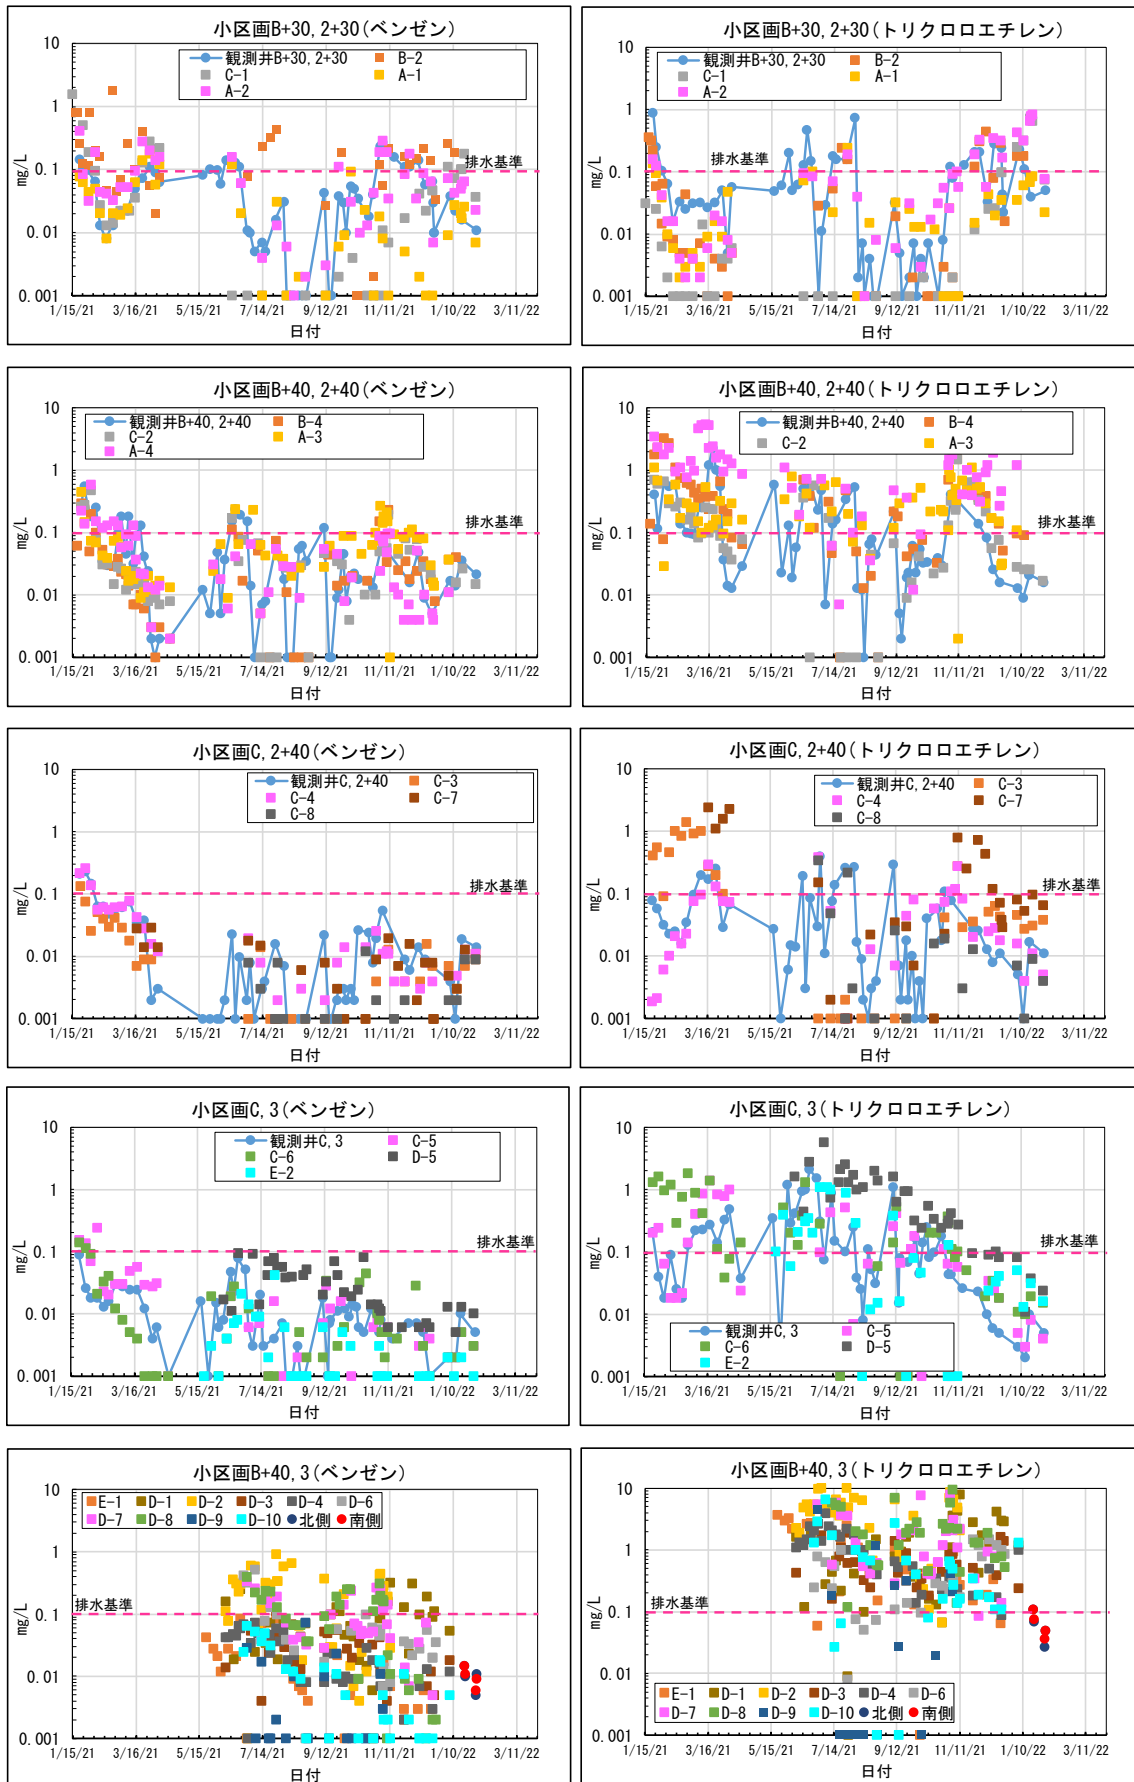 小区画B+30,2+30(ベンゼン)
観測井B+30,2+30
B-2
C-1
A-1
A-2
排水基準
mg/L
10
1
0.1
0.01
0.001
1/15/21 3/16/21 5/15/21 7/14/21 9/12/21 11/11/21 1/10/22 3/11/22
日付
小区画B+30,2+30(トリクロロエチレン)
観測井B+30,2+30
B-2
C-1
A-1
A-2
排水基準
mg/L
10
1
0.1
0.01
0.001
1/15/21 3/16/21 5/15/21 7/14/21 9/12/21 11/11/21 1/10/22 3/11/22
日付
小区画B+40,2+40(ベンゼン)
観測井B+40,2+40
B-4
C-2
A-3
A-4
排水基準
mg/L
10
1
0.1
0.01
0.001
1/15/21 3/16/21 5/15/21 7/14/21 9/12/21 11/11/21 1/10/22 3/11/22
日付
小区画B+40,2+40(トリクロロエチレン)
観測井B+40,2+40
B-4
C-2
A-3
排水基準
mg/L
10
1
0.1
0.01
0.001
1/15/21 3/16/21 5/15/21 7/14/21 9/12/21 11/11/21 1/10/22 3/11/22
日付
小区画C,2+40(ベンゼン)
観測井C,2+40
C-3
C-4
C-7
C-8
排水基準
mg/L
10
1
0.1
0.01
0.001
1/15/21 3/16/21 5/15/21 7/14/21 9/12/21 11/11/21 1/10/22 3/11/22
日付
小区画C,2+40(トリクロロエチレン)
観測井C,2+40
C-3
C-4
C-7
C-8
排水基準
mg/L
10
1
0.1
0.01
0.001
1/15/21 3/16/21 5/15/21 7/14/21 9/12/21 11/11/21 1/10/22 3/11/22
日付
小区画C,3(ベンゼン)
観測井C,3
C-5
C-6
D-5
E-2
排水基準
mg/L
10
1
0.1
0.01
0.001
1/15/21 3/16/21 5/15/21 7/14/21 9/12/21 11/11/21 1/10/22 3/11/22
日付
小区画C,3(トリクロロエチレン)
排水基準
観測井C,3
C-5
C-6
D-5
E-2
mg/L
10
1
0.1
0.01
0.001
1/15/21 3/16/21 5/15/21 7/14/21 9/12/21 11/11/21 1/10/22 3/11/22
日付
小区画B+40,3(ベンゼン)
E-1 D-1 D-2 D-3 D-4 D-6
D-7 D-8 D-9 D-10 北側 南側
排水基準
mg/L
10
1
0.1
0.01
0.001
1/15/21 3/16/21 5/15/21 7/14/21 9/12/21 11/11/21 1/10/22 3/11/22
日付
小区画B+40,3(トリクロロエチレン)
排水基準
E-1 D-1 D-2 D-3 D-4 D-6
D-7 D-8 D-9 D-10 北側 南側
mg/L
10
1
0.1
0.01
0.001
1/15/21 3/16/21 5/15/21 7/14/21 9/12/21 11/11/21 1/10/22 3/11/22
日付